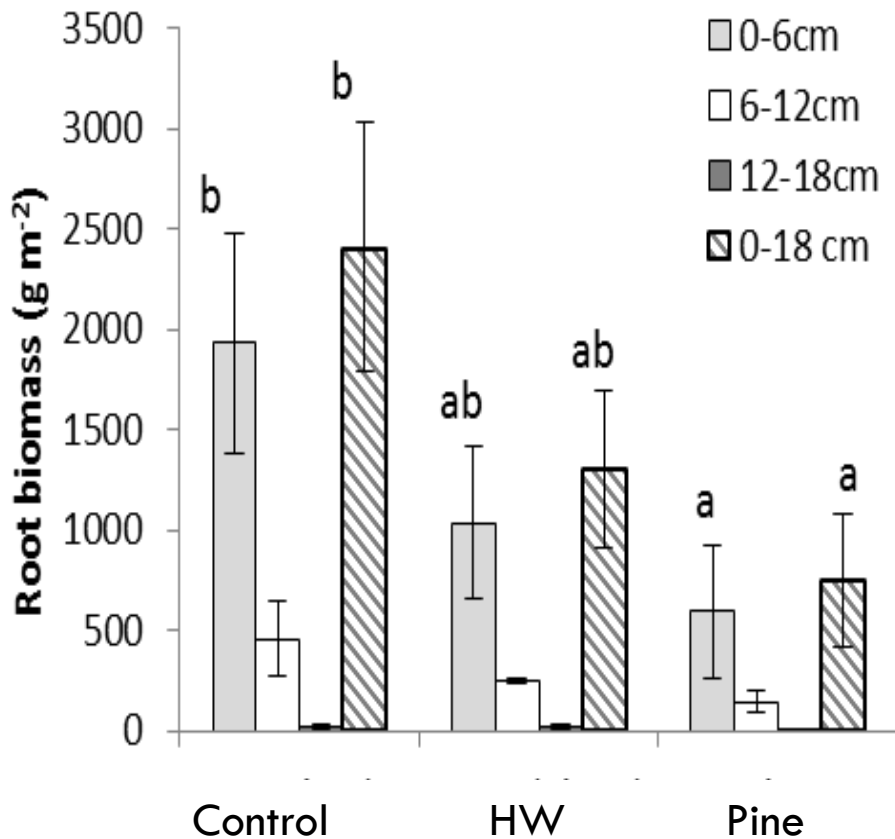 Root biomass (g m⁻²)
3500
3000
2500
2000
1500
1000
500
0
0-6cm
6-12cm
12-18cm
0-18 cm
b
b
ab
ab
a
a
Control HW Pine